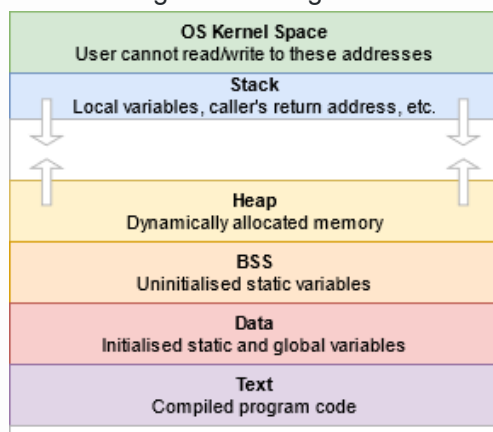 OS Kernel Space
User cannot read/write to these addresses
Stack
Local variables, caller's return address, etc.
Heap
Dynamically allocated memory
BSS
Uninitialised static variables
Data
Initialised static and global variables
Text
Compiled program code